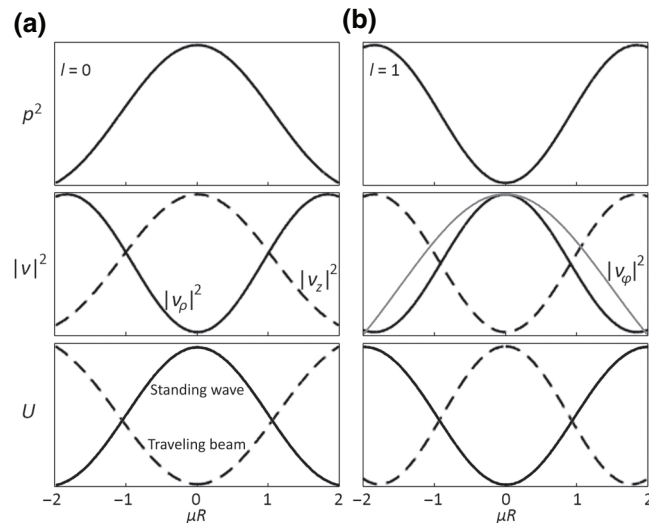 (a)
(b)
l = 0
l = 1
p²
|v|²
|vρ|²
|v_z|²
|vφ|²
U
Standing wave
Traveling beam
−2 −1 0 1 2
μR
−2 −1 0 1 2
μR